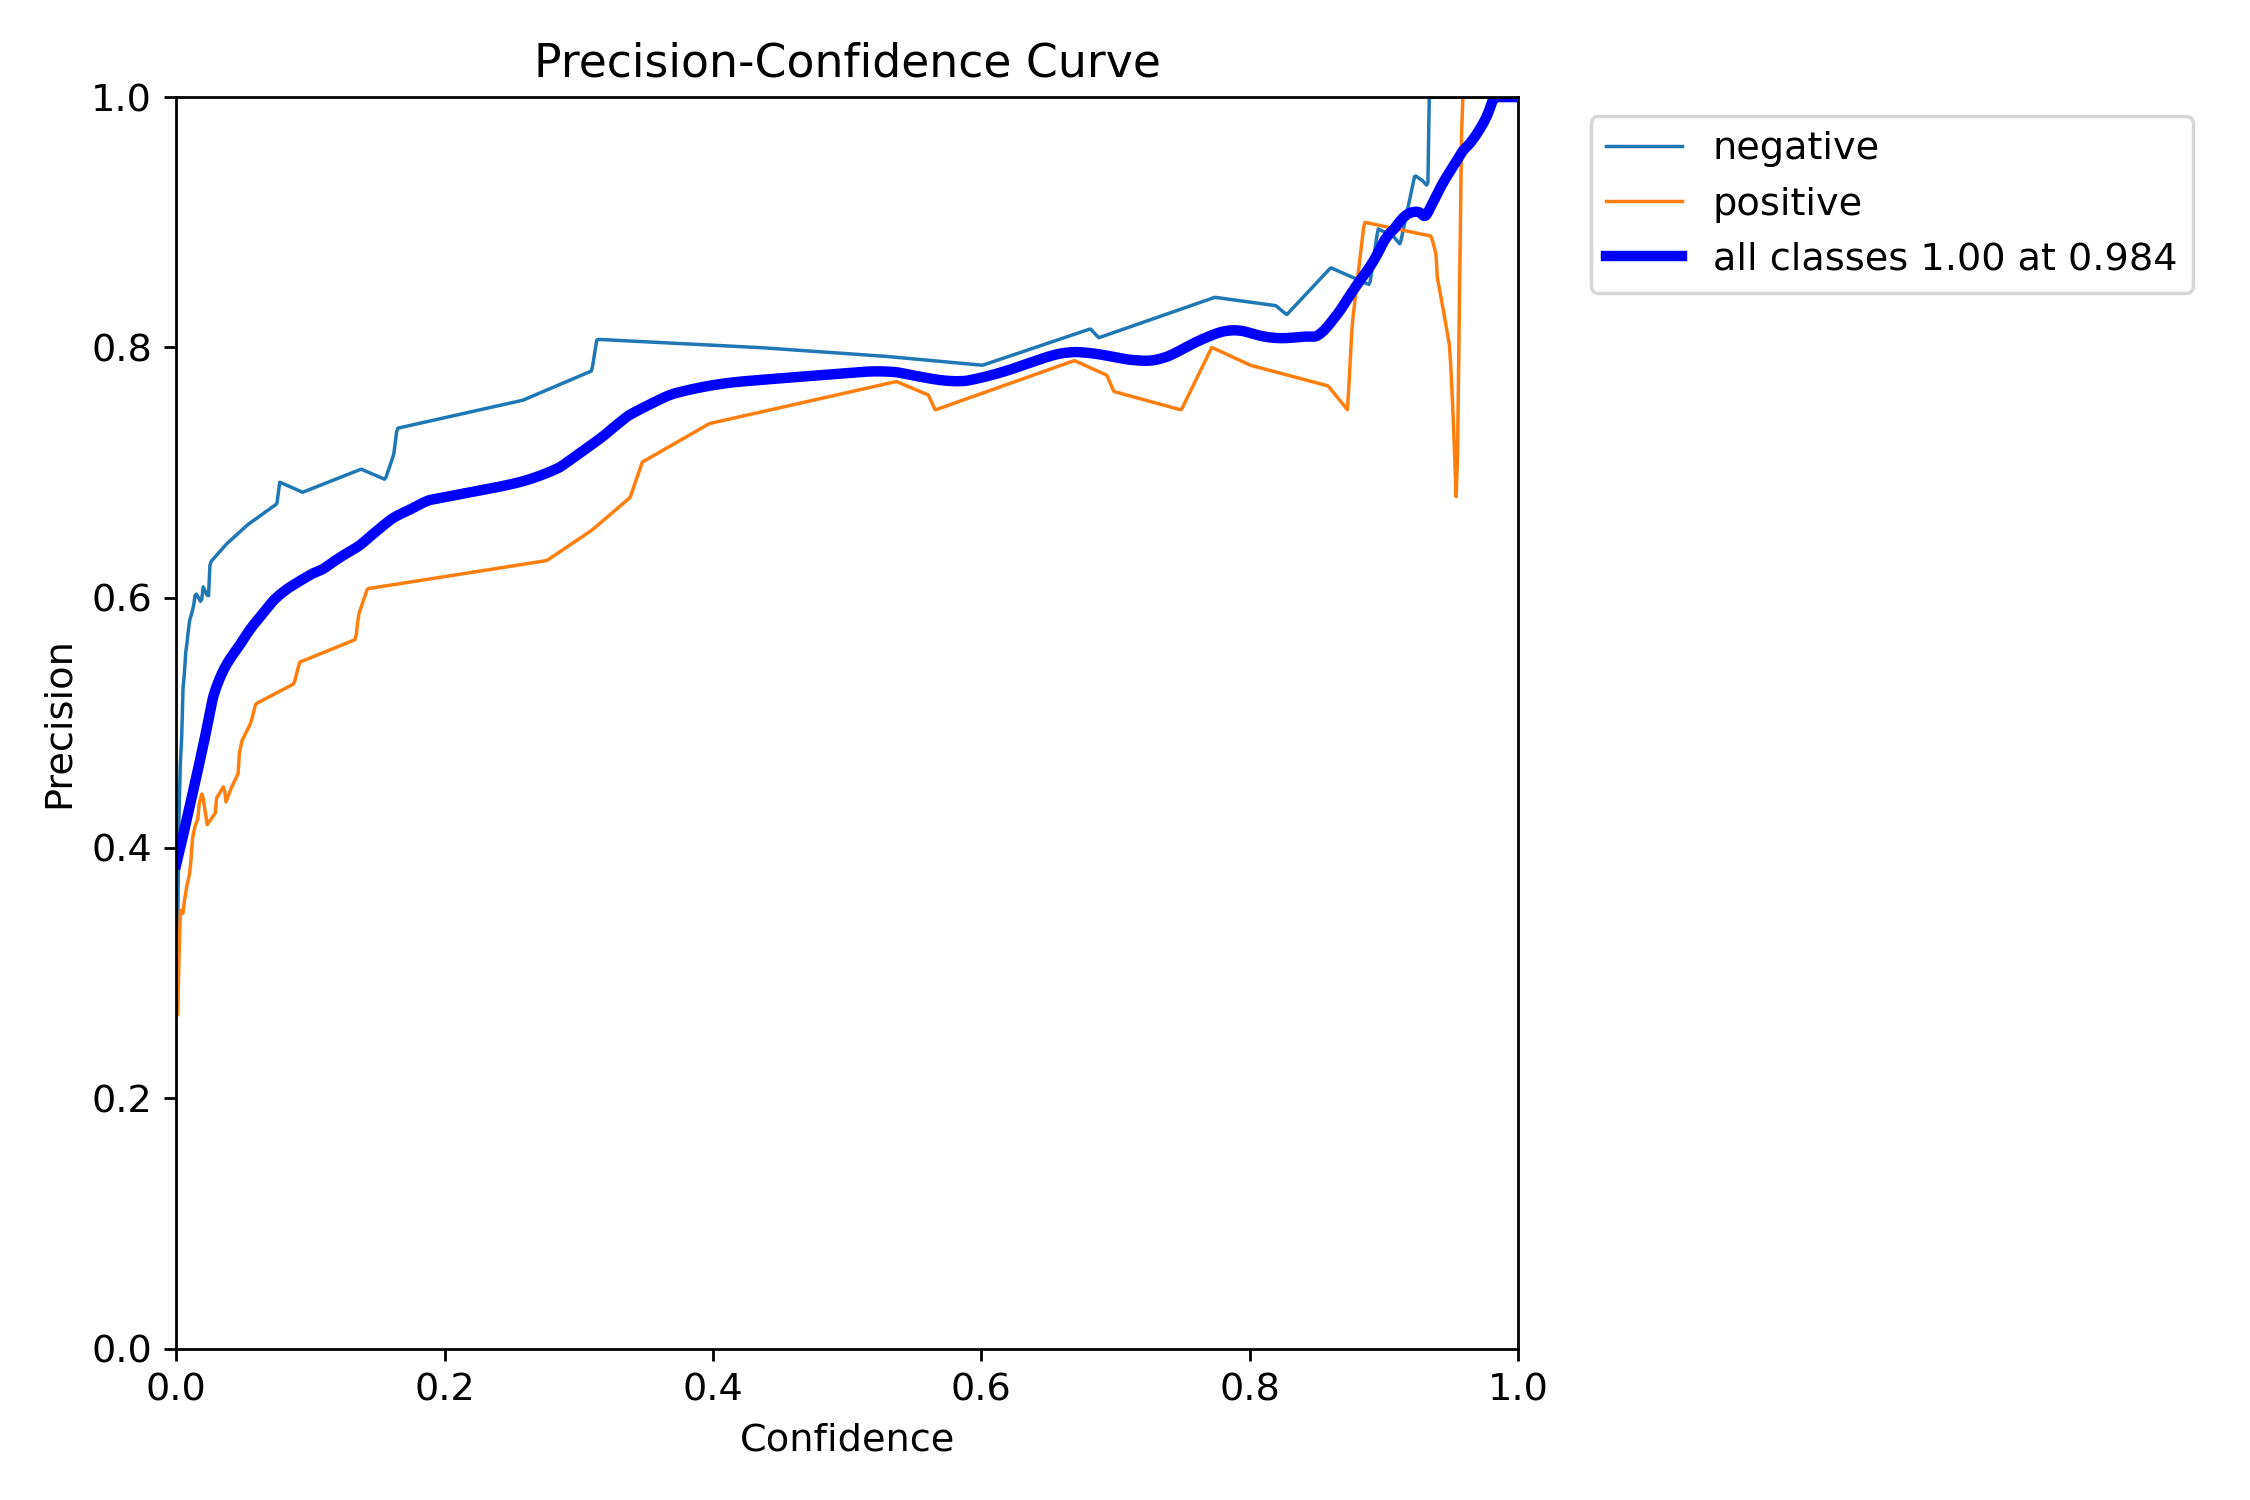 Precision-Confidence Curve
1.0
0.8
0.6
0.4
0.2
0.0
Precision
0.0 0.2 0.4 0.6 0.8 1.0
Confidence
negative
positive
all classes 1.00 at 0.984